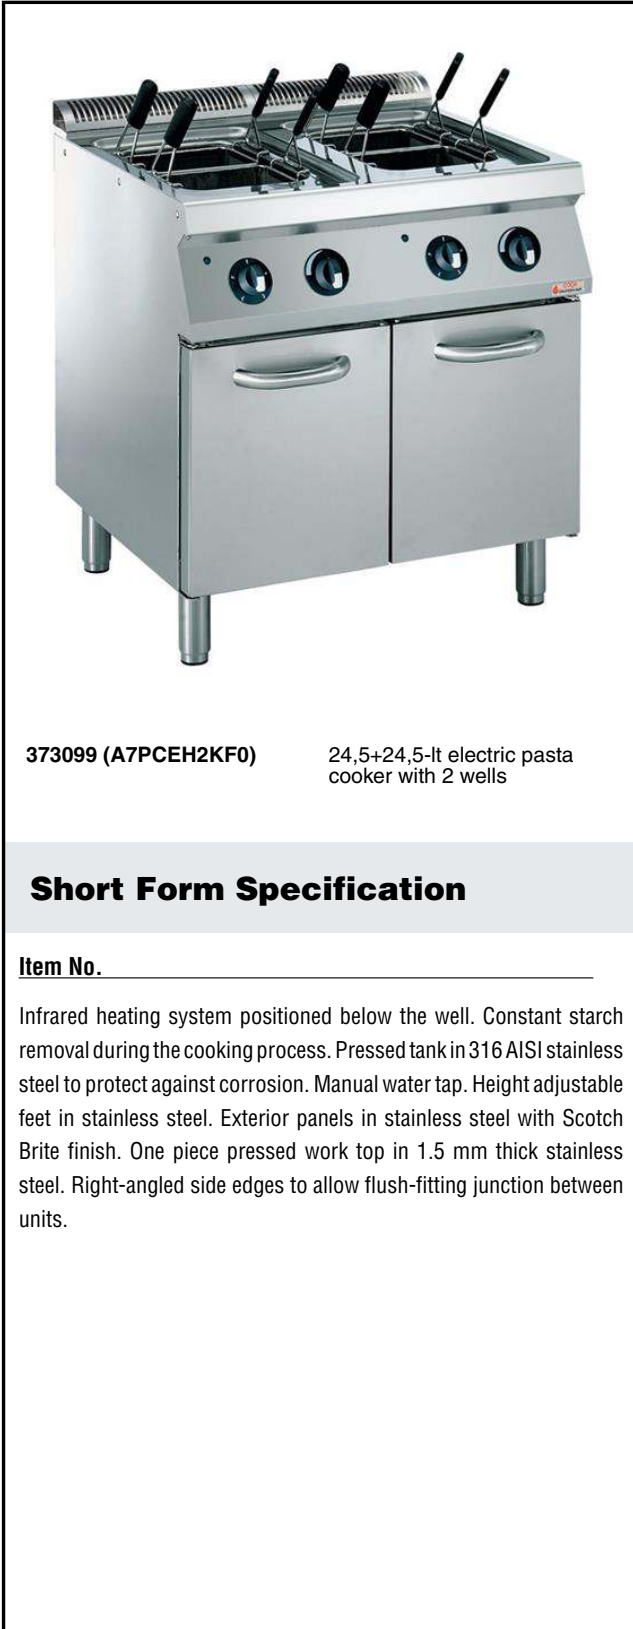 373099 (A7PCEH2KF0)
24,5+24,5-lt electric pasta
cooker with 2 wells
Short Form Specification
Item No.
Infrared heating system positioned below the well. Constant starch
removal during the cooking process. Pressed tank in 316 AISI stainless
steel to protect against corrosion. Manual water tap. Height adjustable
feet in stainless steel. Exterior panels in stainless steel with Scotch
Brite finish. One piece pressed work top in 1.5 mm thick stainless
steel. Right-angled side edges to allow flush-fitting junction between
units.